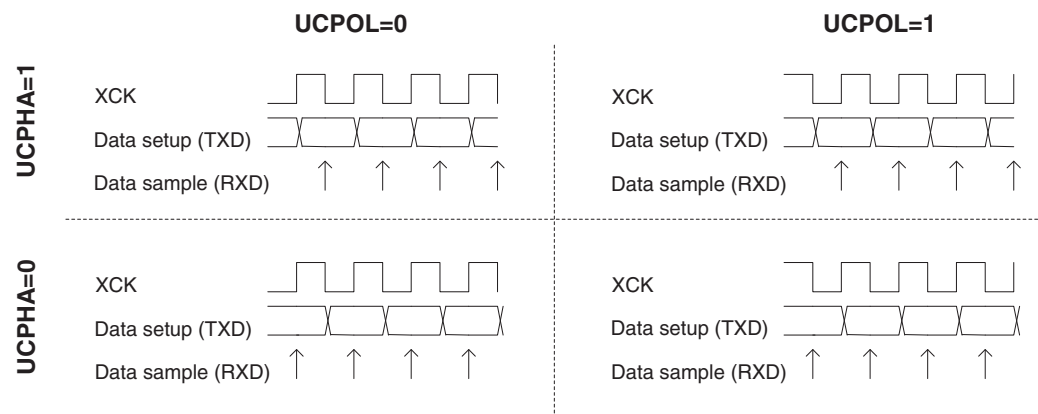 UCPOL=0
UCPOL=1
UCPHA=1
XCK
Data setup (TXD)
Data sample (RXD)
XCK
Data setup (TXD)
Data sample (RXD)
UCPHA=0
XCK
Data setup (TXD)
Data sample (RXD)
XCK
Data setup (TXD)
Data sample (RXD)